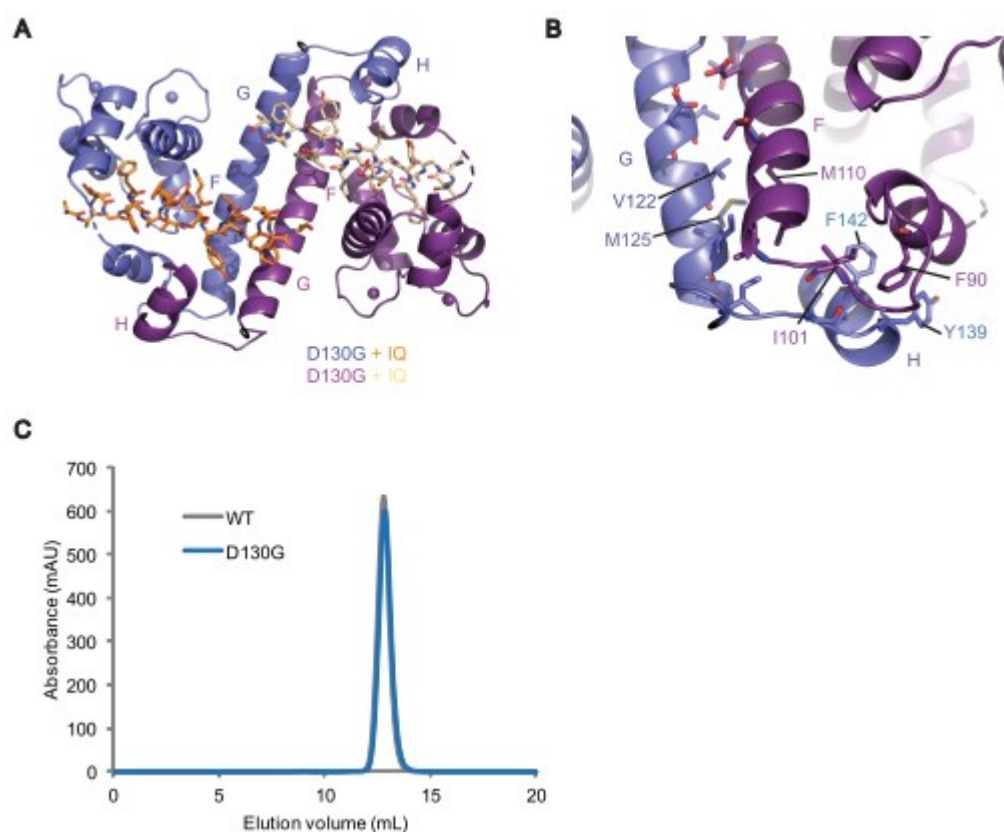 A
B
G
H
F
F
G
H
D130G + IQ
D130G + IQ
G
F
M110
V122
F142
M125
F90
I101
Y139
H
C
700
WT
600
D130G
500
400
300
200
100
0
Absorbance (mAU)
0 5 10 15 20
Elution volume (mL)